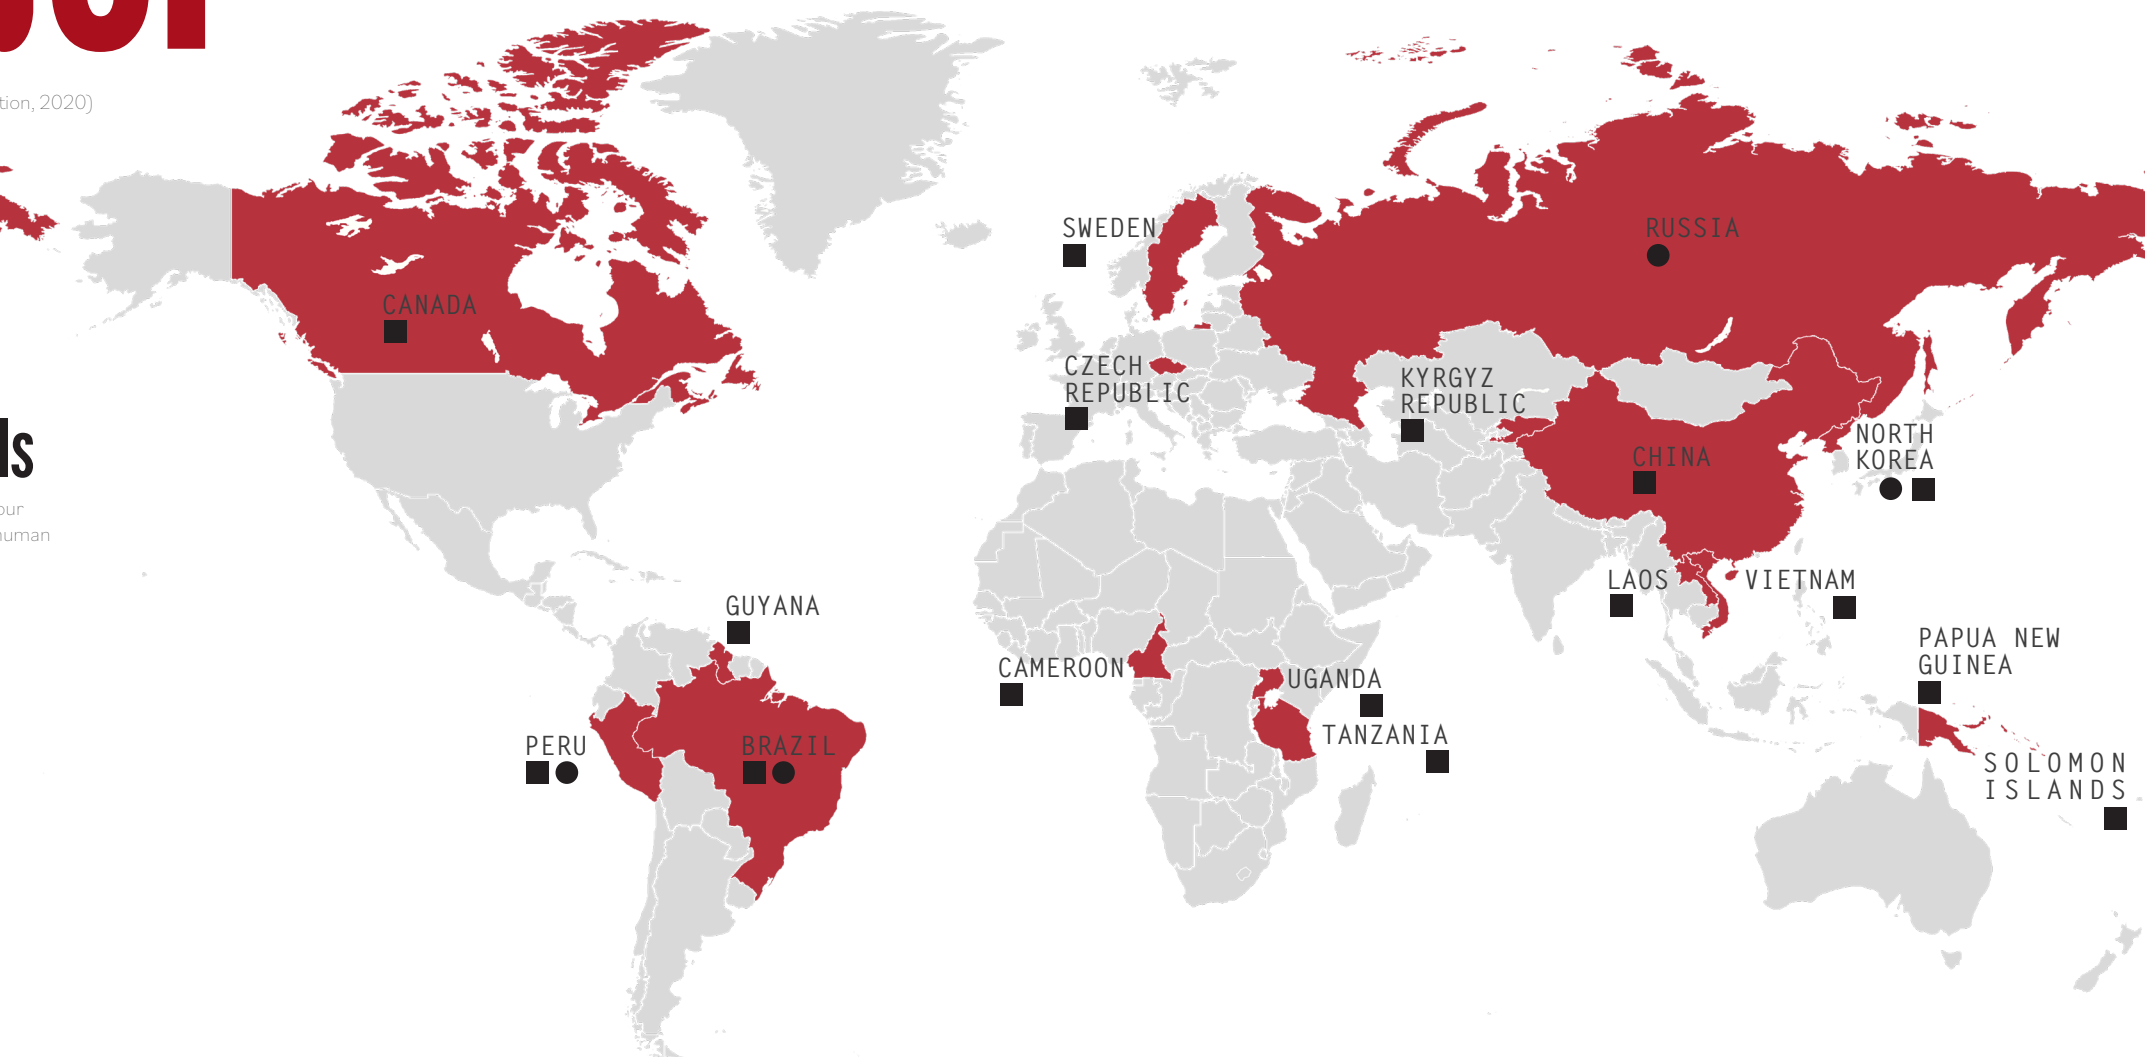 tion, 2020)
ls
our
human
SWEDEN
RUSSIA
CANADA
CZECH
REPUBLIC
KYRGYZ
REPUBLIC
NORTH
KOREA
CHINA
LAOS
VIETNAM
GUYANA
PAPUA NEW
GUINEA
CAMEROON
UGANDA
TANZANIA
PERU
BRAZIL
SOLOMON
ISLANDS